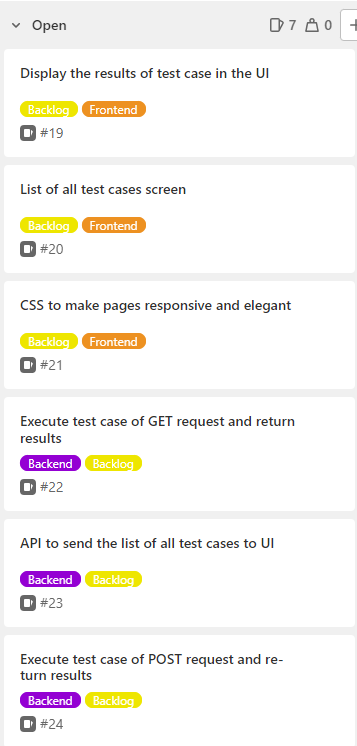 Open 7 0
Display the results of test case in the UI
Backlog Frontend
#19
List of all test cases screen
Backlog Frontend
#20
CSS to make pages responsive and elegant
Backlog Frontend
#21
Execute test case of GET request and return
results
Backend Backlog
#22
API to send the list of all test cases to UI
Backend Backlog
#23
Execute test case of POST request and re-
turn results
Backend Backlog
#24